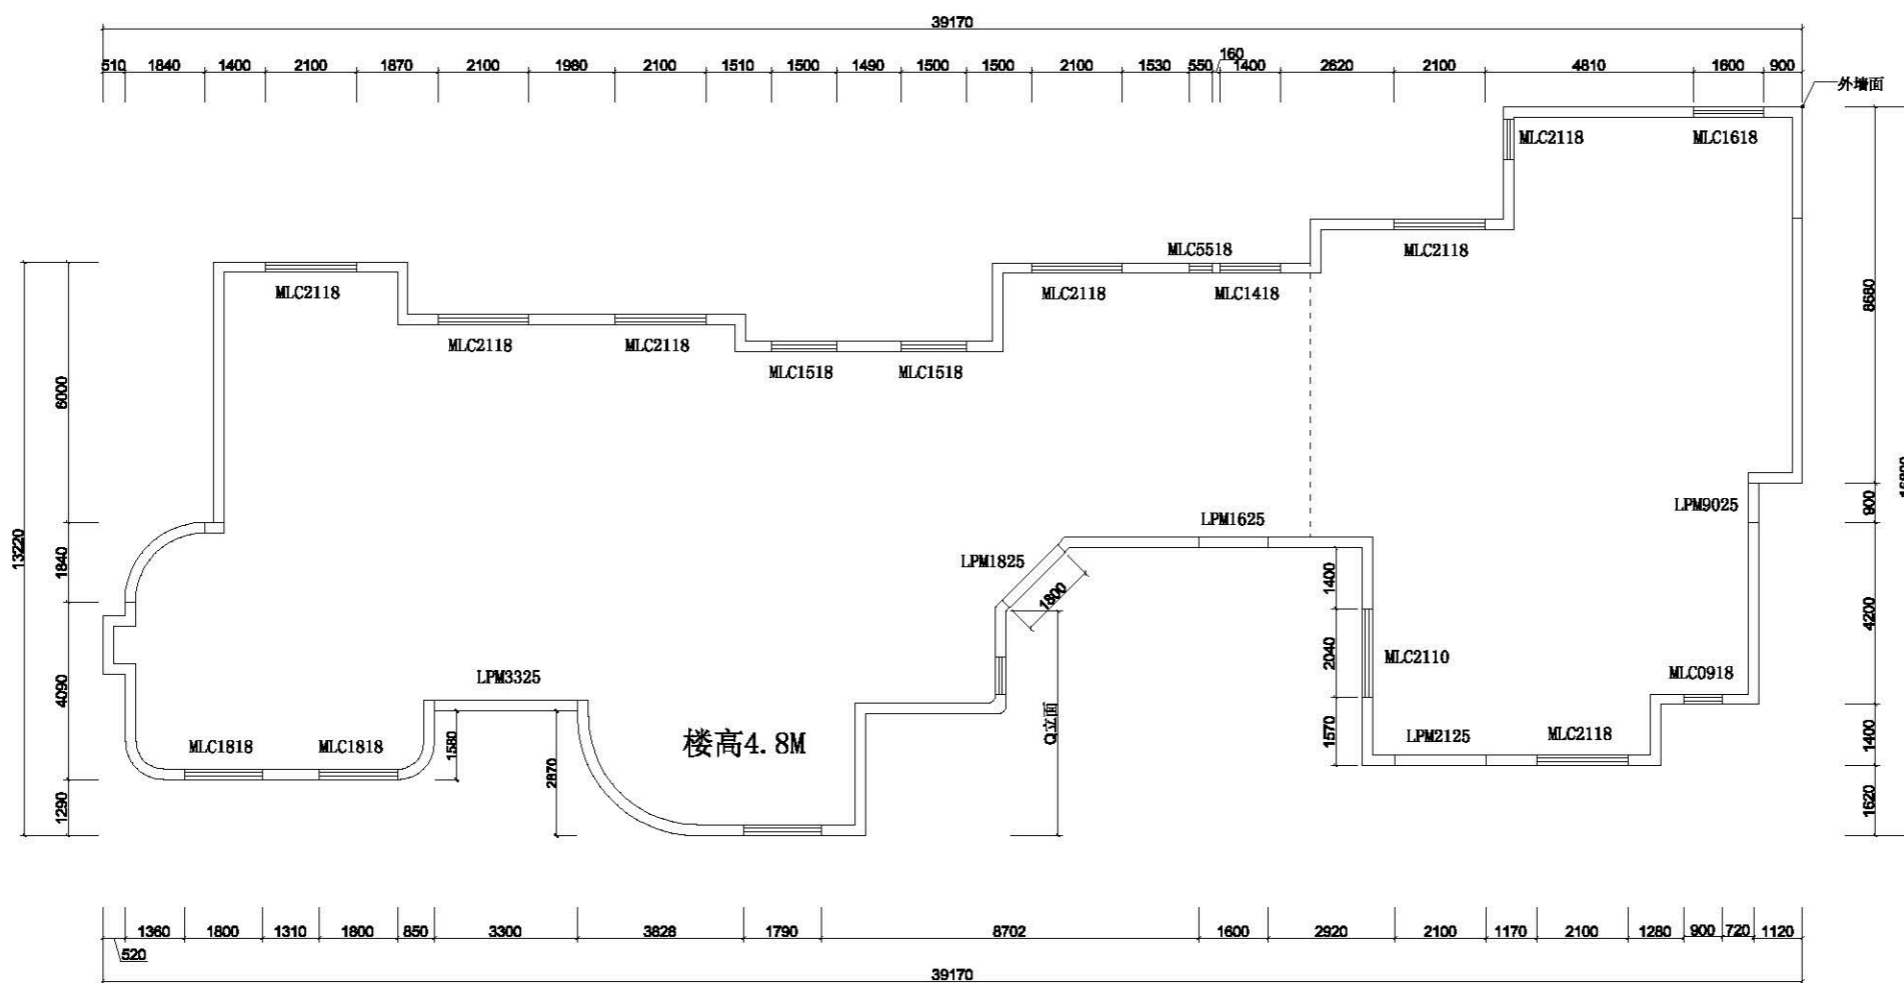 39170
510 1840 1400 2100 1870 2100 1980 2100 1510 1500 1490 1500 1500 2100 1530 550 160 1400 2620 2100 4810 1600 900
外墙面
MLC2118 MLC1618
MLC5518 MLC2118
MLC2118 MLC2118 MLC1418
MLC2118 MLC2118
MLC1518 MLC1518
8680
6000
LPM9025
900
LPM1625
13220
1840
LPM1825
1800
1400
4200
2040
MLC2110
MLC0918
LPM3325
4090
Q立面
楼高4.8M
1570
LPM2125 MLC2118
1400
MLC1818 MLC1818
1580
2870
1290
1620
1360 1800 1310 1800 850 3300 3828 1790 8702 1600 2920 2100 1170 2100 1280 900 720 1120
520
39170